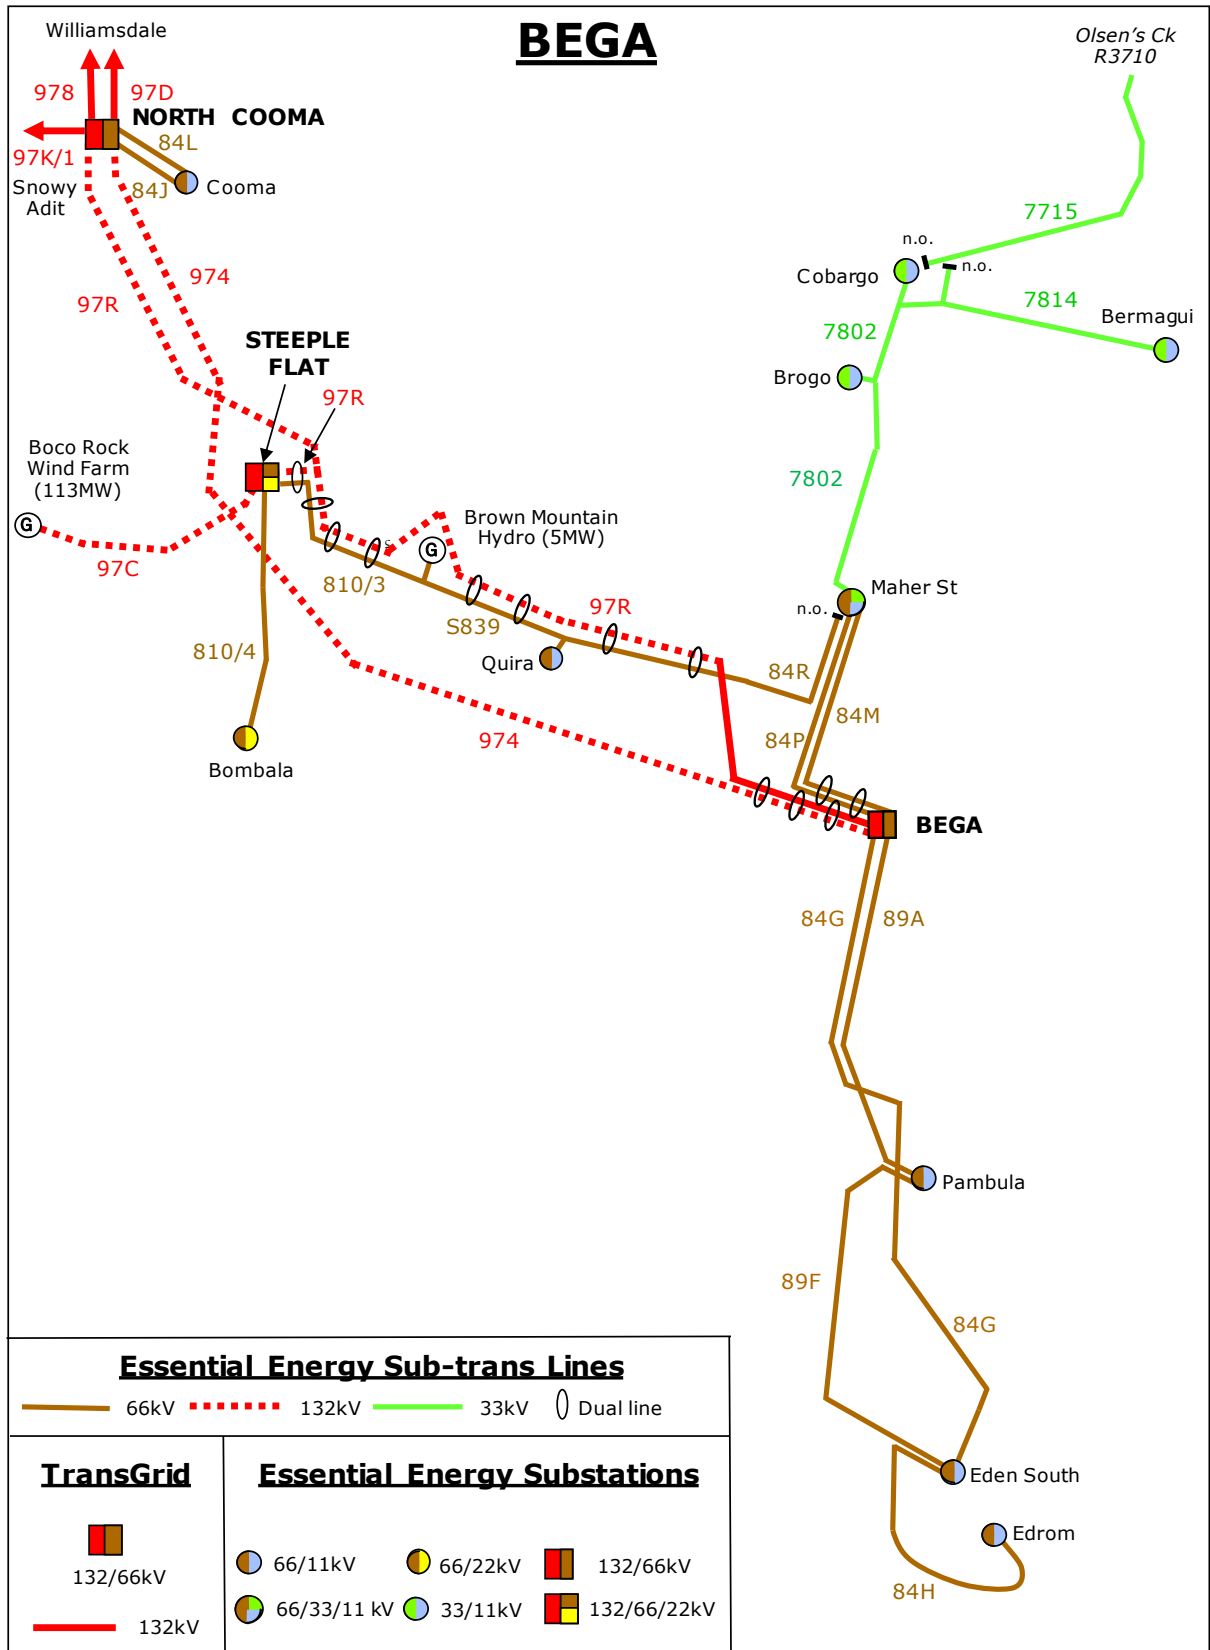 BEGA
Williamsdale
Olsen's Ck
R3710
978
97D
NORTH COOMA
84L
97K/1
Snowy
Adit
84J
Cooma
7715
n.o.
n.o.
Cobargo
974
97R
7814
Bermagui
7802
STEEPLE
FLAT
Brogo
97R
Boco Rock
Wind Farm
(113MW)
7802
G
Brown Mountain
Hydro (5MW)
G
97C
810/3
Maher St
n.o.
97R
S839
810/4
Quira
84R
84M
84P
974
Bombala
BEGA
84G
89A
Pambula
89F
84G
Eden South
Edrom
84H
Essential Energy Sub-trans Lines
66kV
132kV
33kV
Dual line
TransGrid
132/66kV
132kV
Essential Energy Substations
66/11kV
66/22kV
132/66kV
66/33/11 kV
33/11kV
132/66/22kV